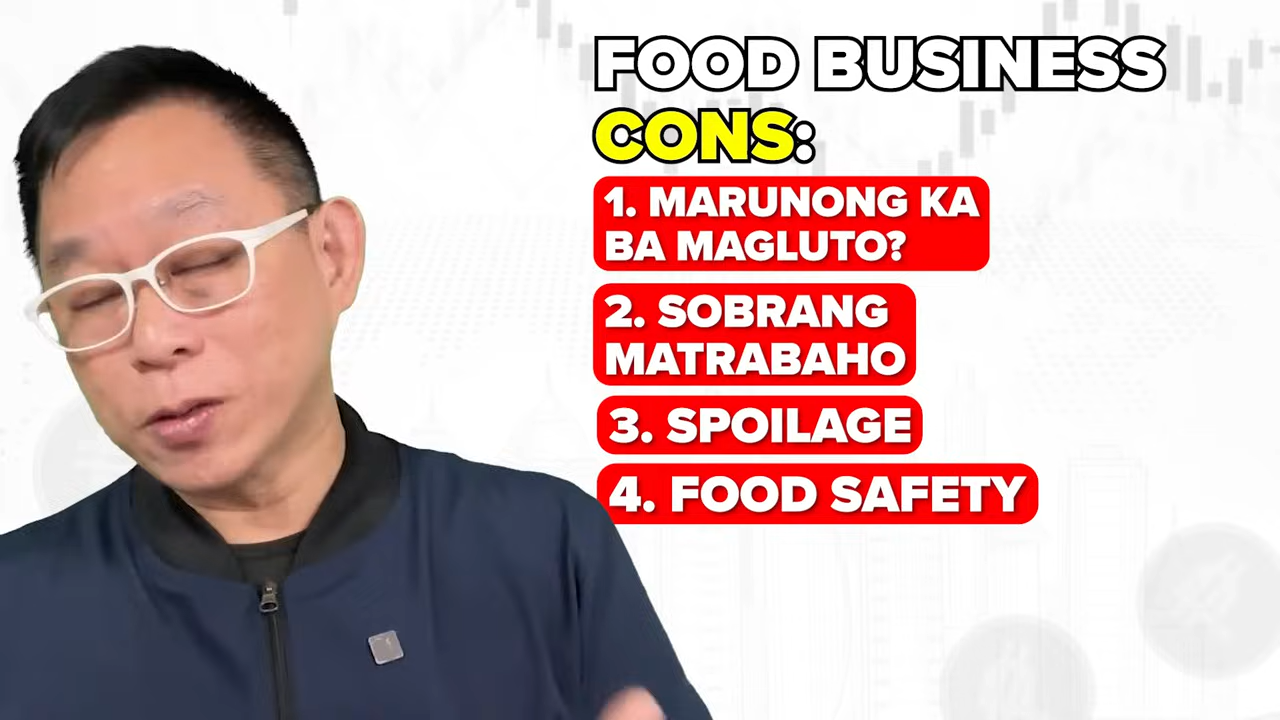 FOOD BUSINESS
CONS:
1. MARUNONG KA
BA MAGLUTO?
2. SOBRANG
MATRABAHO
3. SPOILAGE
4. FOOD SAFETY